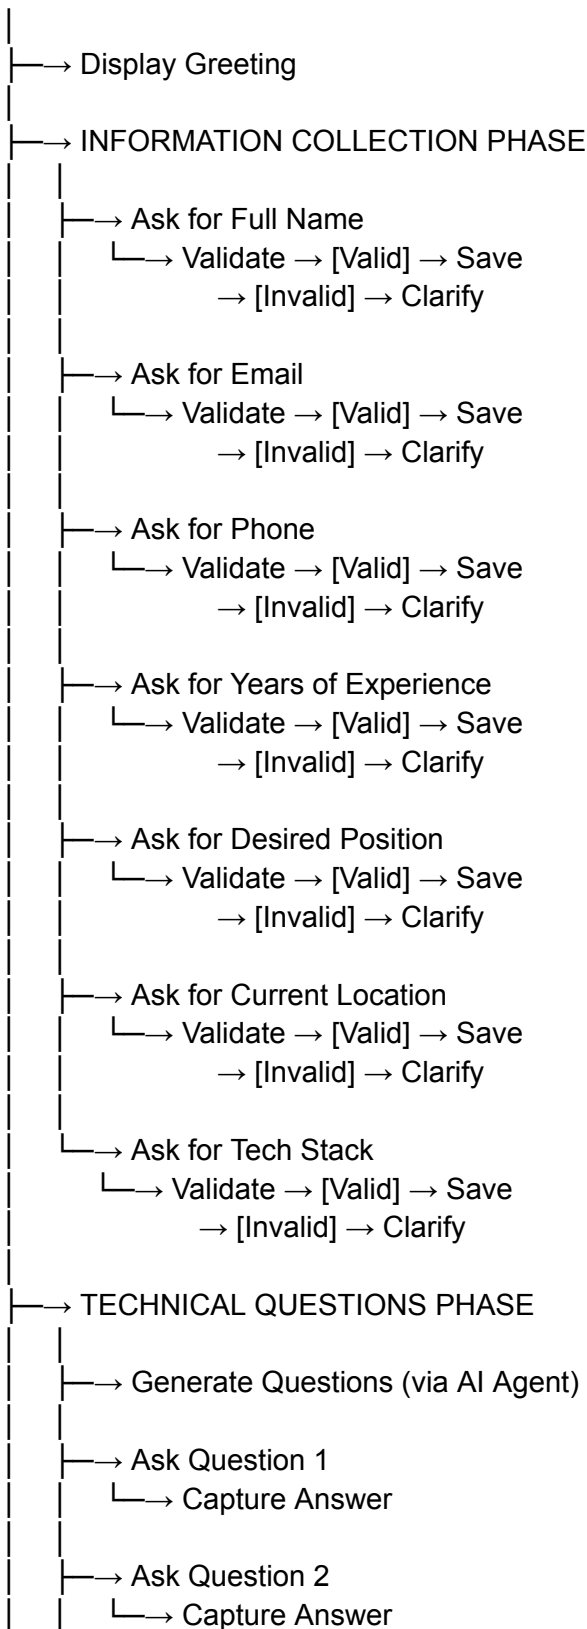 → Display Greeting
→ INFORMATION COLLECTION PHASE
→ Ask for Full Name
→ Validate → [Valid] → Save
→ [Invalid] → Clarify
→ Ask for Email
→ Validate → [Valid] → Save
→ [Invalid] → Clarify
→ Ask for Phone
→ Validate → [Valid] → Save
→ [Invalid] → Clarify
→ Ask for Years of Experience
→ Validate → [Valid] → Save
→ [Invalid] → Clarify
→ Ask for Desired Position
→ Validate → [Valid] → Save
→ [Invalid] → Clarify
→ Ask for Current Location
→ Validate → [Valid] → Save
→ [Invalid] → Clarify
→ Ask for Tech Stack
→ Validate → [Valid] → Save
→ [Invalid] → Clarify
→ TECHNICAL QUESTIONS PHASE
→ Generate Questions (via AI Agent)
→ Ask Question 1
→ Capture Answer
→ Ask Question 2
→ Capture Answer